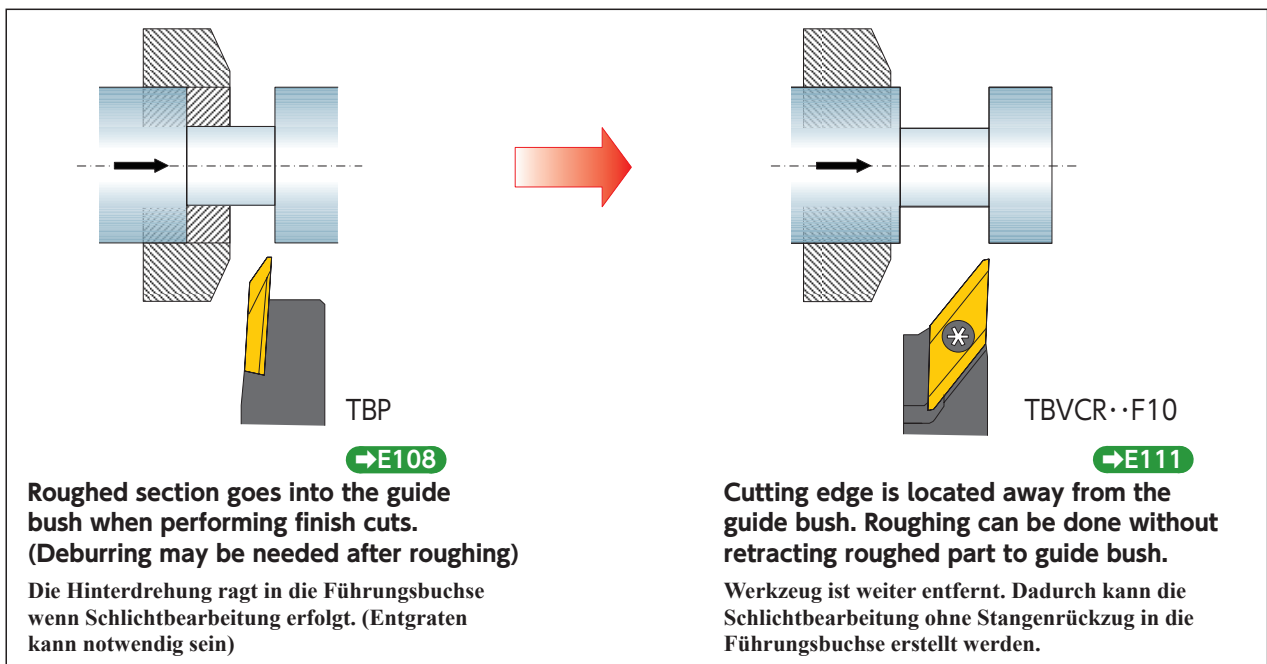 TBP
➡E108
Roughed section goes into the guide
bush when performing finish cuts.
(Deburring may be needed after roughing)
Die Hinterdrehung ragt in die Führungsbuchse
wenn Schlichtbearbeitung erfolgt. (Entgraten
kann notwendig sein)
TBVCR··F10
➡E111
Cutting edge is located away from the
guide bush. Roughing can be done without
retracting roughed part to guide bush.
Werkzeug ist weiter entfernt. Dadurch kann die
Schlichtbearbeitung ohne Stangenrückzug in die
Führungsbuchse erstellt werden.